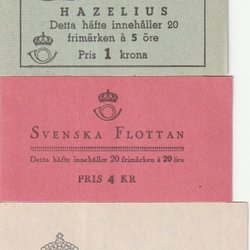 HAZELIUS
Detta häfte innehåller 20
frimärken à 5 öre
Pris 1 krona
SVENSKA FLOTTAN
Detta häfte innehåller 20 frimärken à 20 öre
PRIS 4 KR